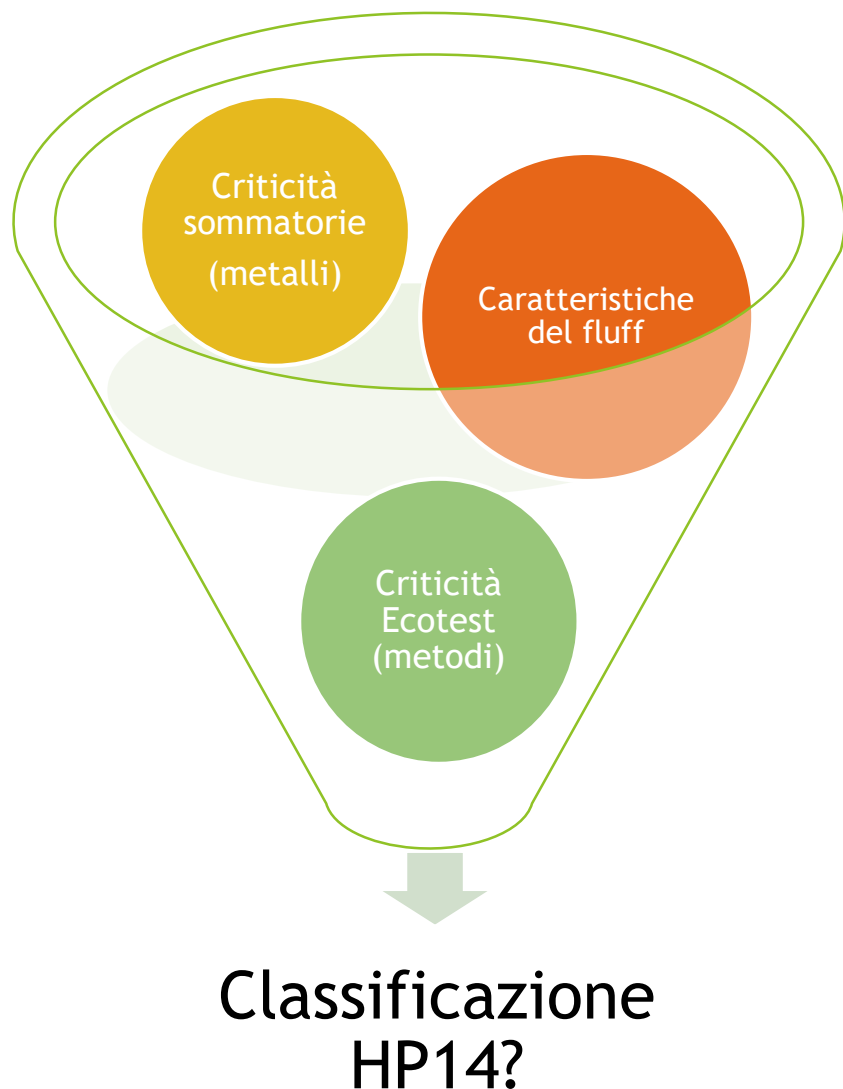 Criticità
sommatorie
(metalli)
Caratteristiche
del fluff
Criticità
Ecotest
(metodi)
Classificazione
HP14?